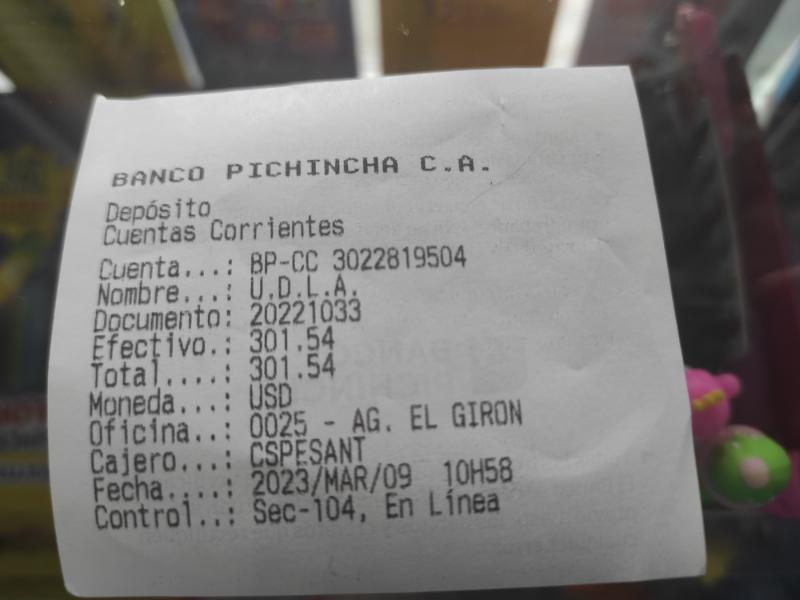 BANCO PICHINCHA C.A.
Depósito
Cuentas Corrientes
Cuenta...: BP-CC 3022819504
Nombre...: U.D.L.A.
Documento: 20221033
Efectivo.: 301.54
Total....: 301.54
Moneda...: USD
Oficina..: 0025 - AG. EL GIRON
Cajero...: CSPESANT
Fecha....: 2023/MAR/09 10H58
Control..: Sec-104, En Línea